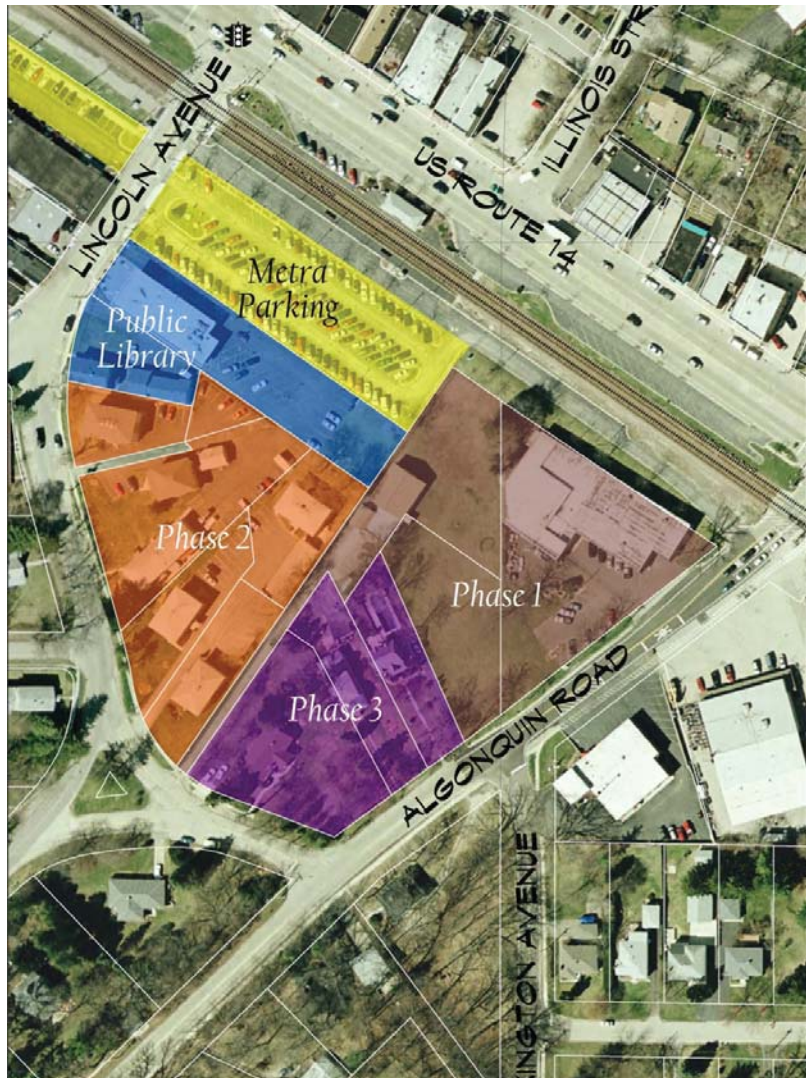 LINCOLN AVENUE
ILLINOIS STR
US ROUTE 14
Metra
Parking
Public
Library
Phase 2
Phase 1
Phase 3
ALGONQUIN ROAD
INGTON AVENUE